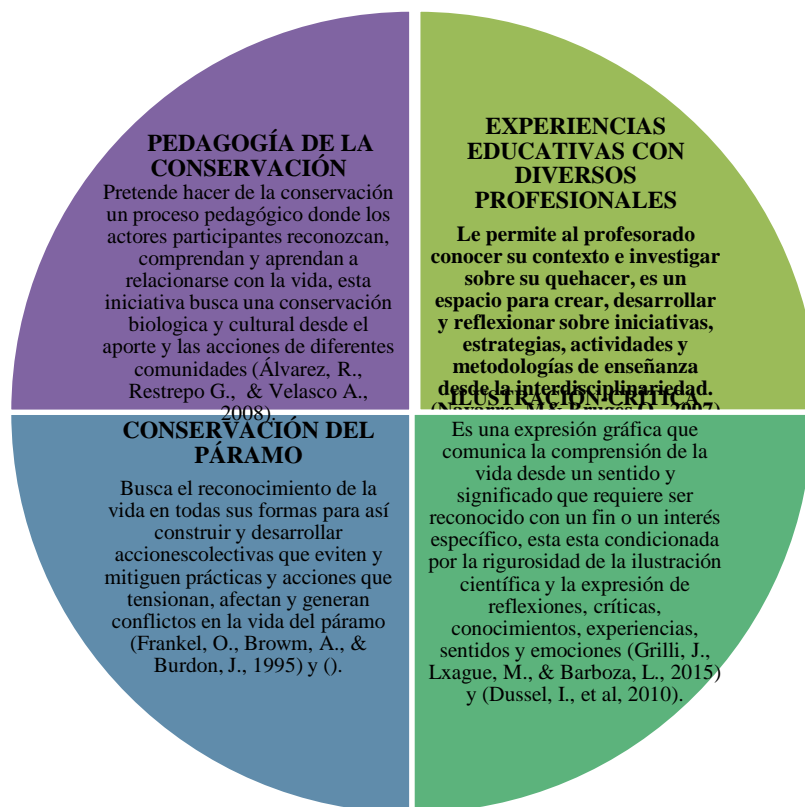 PEDAGOGÍA DE LA
CONSERVACIÓN
Pretende hacer de la conservación
un proceso pedagógico donde los
actores participantes reconozcan,
comprendan y aprendan a
relacionarse con la vida, esta
iniciativa busca una conservación
biologica y cultural desde el
aporte y las acciones de diferentes
comunidades (Álvarez, R.,
Restrepo G., & Velasco A.,
2008).
EXPERIENCIAS
EDUCATIVAS CON
DIVERSOS
PROFESIONALES
Le permite al profesorado
conocer su contexto e investigar
sobre su quehacer, es un
espacio para crear, desarrollar
y reflexionar sobre iniciativas,
estrategias, actividades y
metodologías de enseñanza
desde la interdisciplinariedad.
CONSERVACIÓN DEL
PÁRAMO
Busca el reconocimiento de la
vida en todas sus formas para así
construir y desarrollar
accionescolectivas que eviten y
mitiguen prácticas y acciones que
tensionan, afectan y generan
conflictos en la vida del páramo
(Frankel, O., Browm, A., &
Burdon, J., 1995) y ().
ILUSTRACIÓN CRÍTICA
Es una expresión gráfica que
comunica la comprensión de la
vida desde un sentido y
significado que requiere ser
reconocido con un fin o un interés
específico, esta esta condicionada
por la rigurosidad de la ilustración
científica y la expresión de
reflexiones, críticas,
conocimientos, experiencias,
sentidos y emociones (Grilli, J.,
Lxague, M., & Barboza, L., 2015)
y (Dussel, I., et al, 2010).